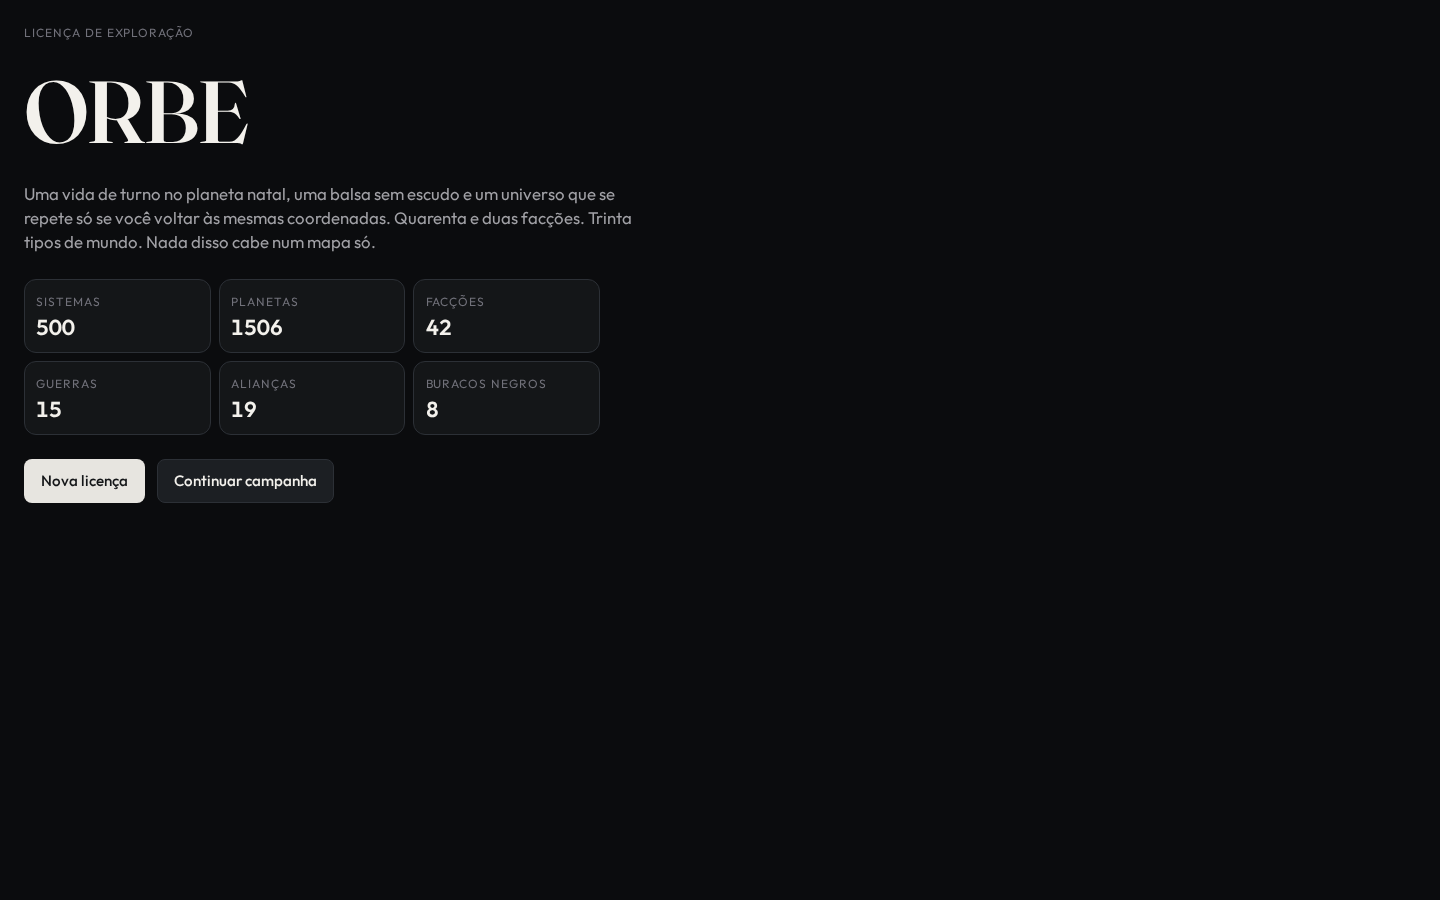 LICENÇA DE EXPLORAÇÃO
ORBE
Uma vida de turno no planeta natal, uma balsa sem escudo e um universo que se
repete só se você voltar às mesmas coordenadas. Quarenta e duas facções. Trinta
tipos de mundo. Nada disso cabe num mapa só.
SISTEMAS
500
PLANETAS
1506
FACÇÕES
42
GUERRAS
15
ALIANÇAS
19
BURACOS NEGROS
8
Nova licença
Continuar campanha